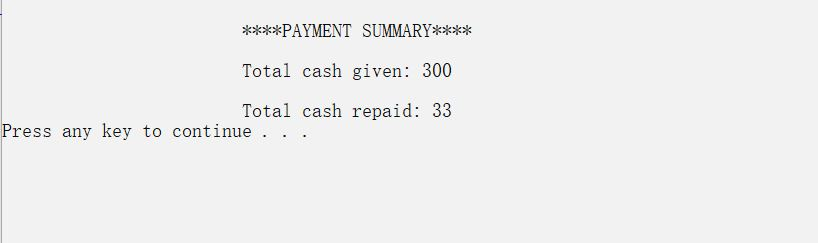 ****PAYMENT SUMMARY****
Total cash given: 300
Total cash repaid: 33
Press any key to continue . . .